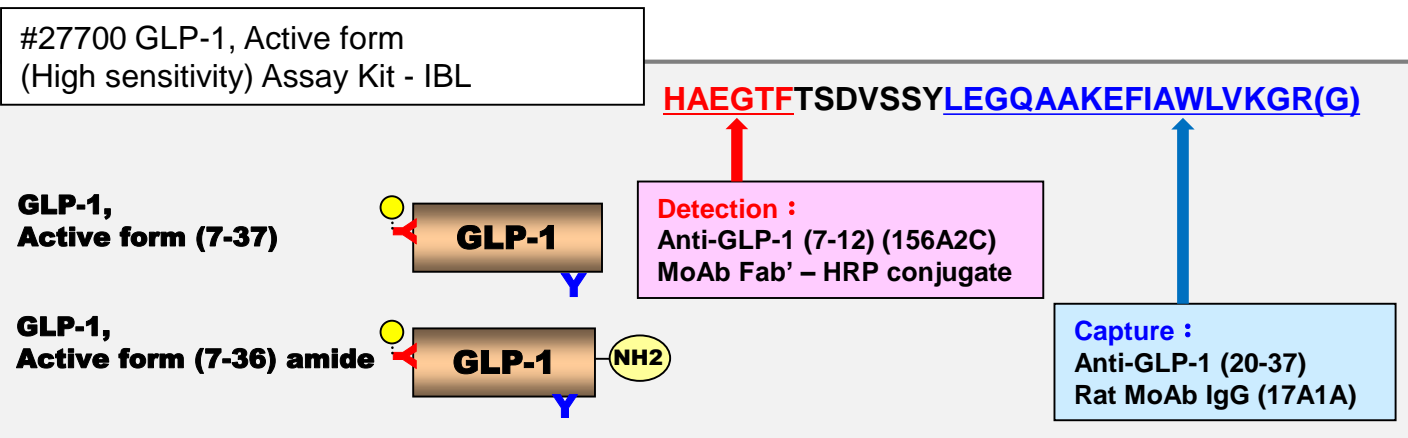 #27700 GLP-1, Active form
(High sensitivity) Assay Kit - IBL
HAEGTFTSDVSSYLEGQAAKEFIAWLVKGR(G)
GLP-1,
Active form (7-37)
GLP-1
Y
Y
Detection：
Anti-GLP-1 (7-12) (156A2C)
MoAb Fab’ – HRP conjugate
GLP-1,
Active form (7-36) amide
GLP-1
NH2
Y
Y
Capture：
Anti-GLP-1 (20-37)
Rat MoAb IgG (17A1A)